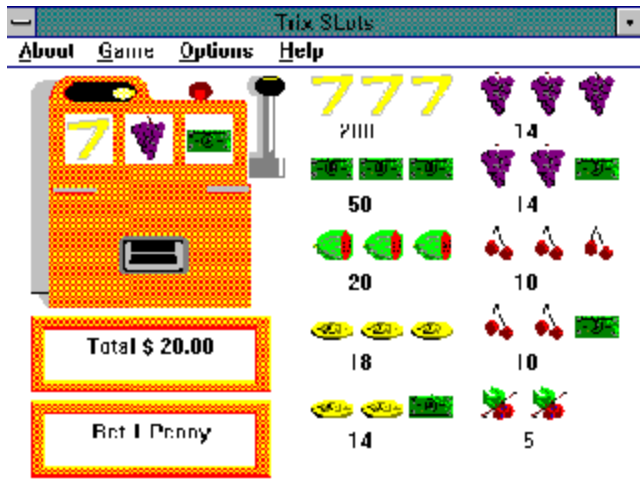 Trix SLots
About Game Options Help
200 14
50 14
20 10
18 10
14 5
Total $ 20.00
Bet 1 Penny